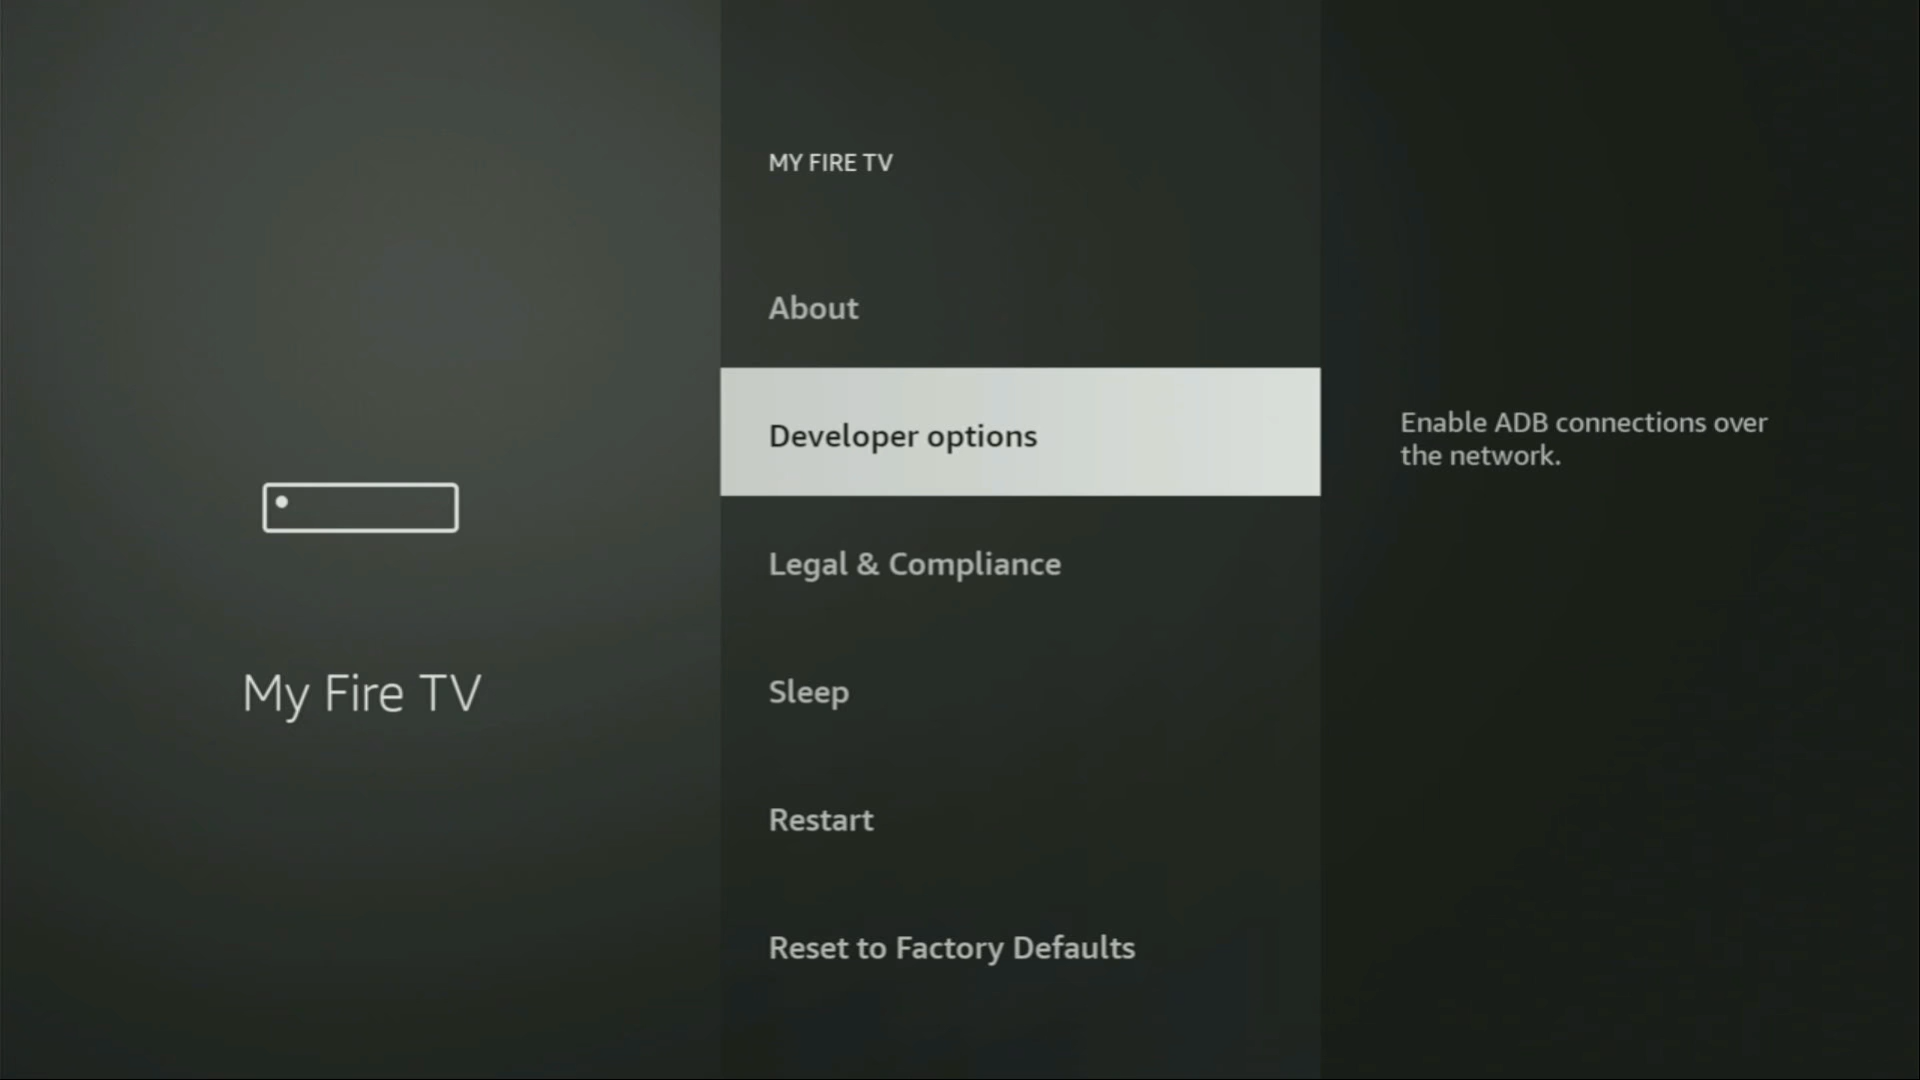 MY FIRE TV
About
Developer options
Enable ADB connections over
the network.
Legal & Compliance
My Fire TV
Sleep
Restart
Reset to Factory Defaults